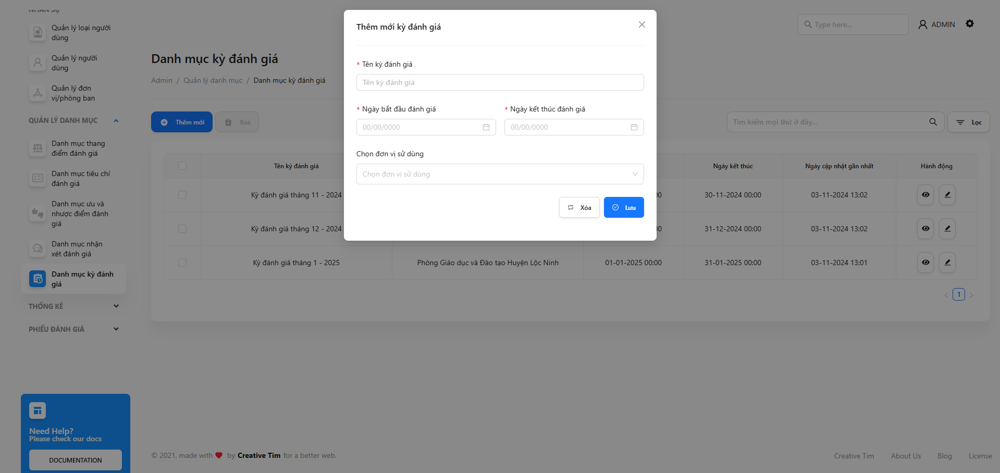 Quản lý loại người
dùng
Quản lý người
dùng
Quản lý đơn
vị/phòng ban
QUẢN LÝ DANH MỤC
Danh mục thang
điểm đánh giá
Danh mục tiêu chí
đánh giá
Danh mục ưu và
nhược điểm đánh
giá
Danh mục nhận
xét đánh giá
Danh mục kỳ đánh
giá
THỐNG KÊ
PHIẾU ĐÁNH GIÁ
Need Help?
Please check our docs
DOCUMENTATION
Type here...
ADMIN
Danh mục kỳ đánh giá
Admin / Quản lý danh mục / Danh mục kỳ đánh giá
Thêm mới
Xoá
Tìm kiếm mọi thứ ở đây...
Lọc
Thêm mới kỳ đánh giá
* Tên kỳ đánh giá
Tên kỳ đánh giá
* Ngày bắt đầu đánh giá
* Ngày kết thúc đánh giá
00/00/0000
00/00/0000
Chọn đơn vị sử dùng
Chọn đơn vị sử dùng
Xóa
Lưu
Tên kỳ đánh giá Ngày kết thúc Ngày cập nhật gần nhất Hành động
Kỳ đánh giá tháng 11 - 2024 30-11-2024 00:00 03-11-2024 13:02
Kỳ đánh giá tháng 12 - 2024 31-12-2024 00:00 03-11-2024 13:02
Kỳ đánh giá tháng 1 - 2025 Phòng Giáo dục và Đào tạo Huyện Lộc Ninh 01-01-2025 00:00 31-01-2025 00:00 03-11-2024 13:01
1
© 2021, made with by Creative Tim for a better web.
Creative Tim About Us Blog License